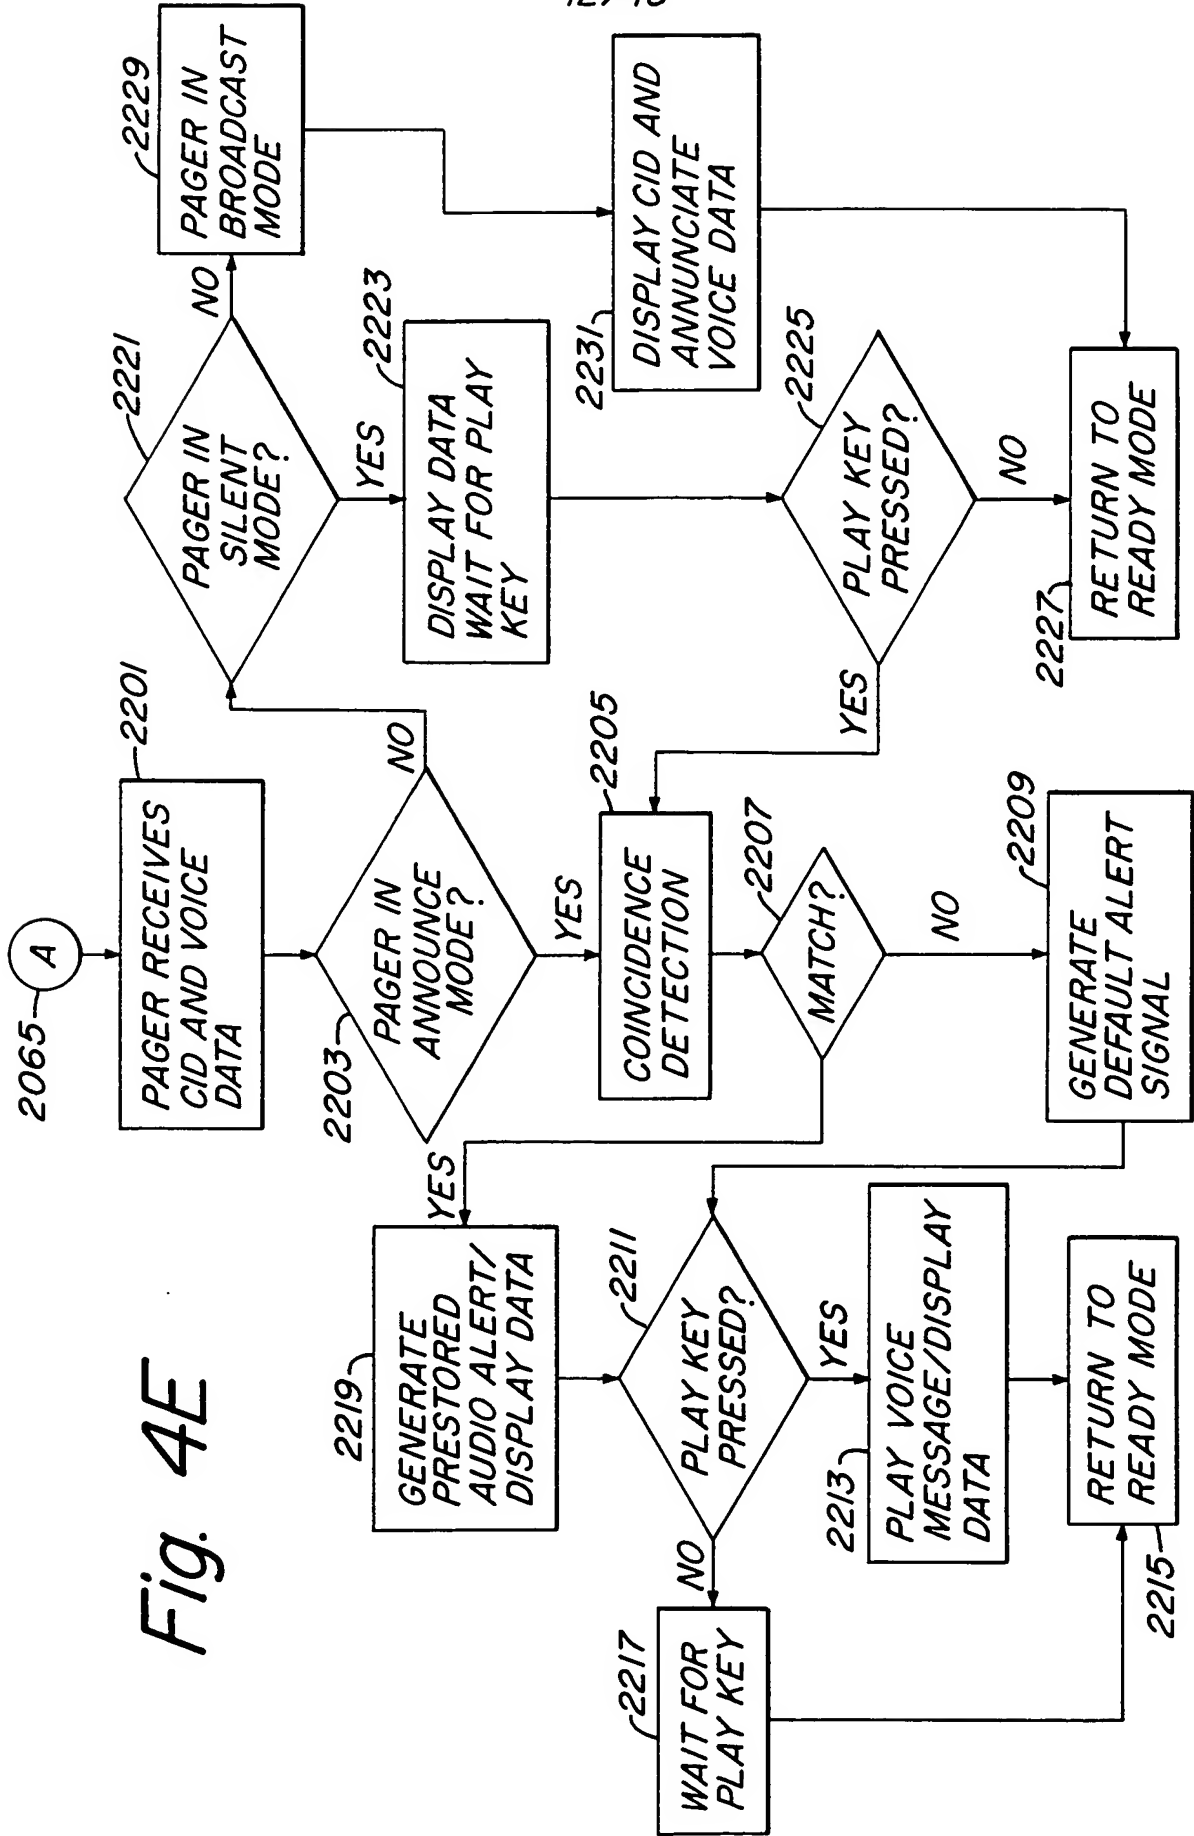 2065
A
2201
PAGER RECEIVES
CID AND VOICE
DATA
2203
PAGER IN
ANNOUNCE
MODE?
NO
YES
2221
PAGER IN
SILENT
MODE?
NO
YES
2229
PAGER IN
BROADCAST
MODE
2223
DISPLAY DATA
WAIT FOR PLAY
KEY
2231
DISPLAY CID AND
ANNUNCIATE
VOICE DATA
2225
PLAY KEY
PRESSED?
YES
NO
2227
RETURN TO
READY MODE
2205
COINCIDENCE
DETECTION
2207
MATCH?
YES
NO
2209
GENERATE
DEFAULT ALERT
SIGNAL
2219
GENERATE
PRESTORED
AUDIO ALERT/
DISPLAY DATA
2211
PLAY KEY
PRESSED?
NO
YES
2213
PLAY VOICE
MESSAGE/DISPLAY
DATA
2217
WAIT FOR
PLAY KEY
RETURN TO
READY MODE
2215
Fig. 4E